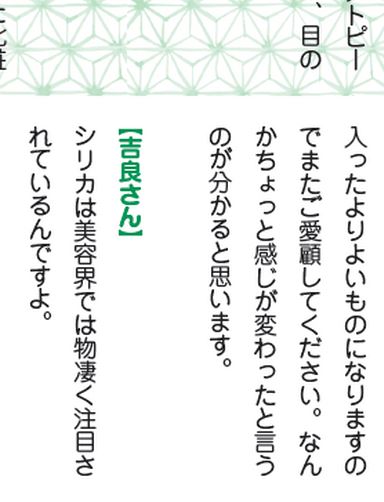 トピー
、目の
入ったよりよいものになりますの
でまたご愛顧してください。なん
かちょっと感じが変わったと言う
のが分かると思います。
【吉良さん】
シリカは美容界では物凄く注目さ
れているんですよ。